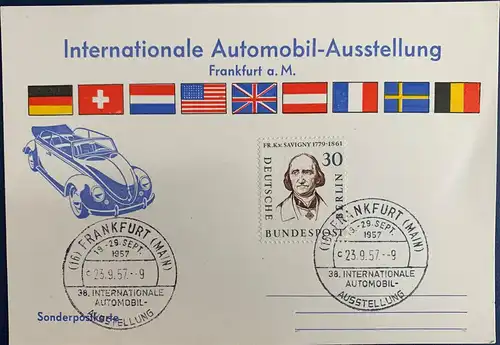 Internationale Automobil-Ausstellung
Frankfurt a. M.
FR. K. v. SAVIGNY 1779-1861
30
DEUTSCHE
BUNDESPOST
BERLIN
(16) FRANKFURT (MAIN)
19.-29. SEPT.
1957
c 23.9.57.--9
38. INTERNATIONALE
AUTOMOBIL-
AUSSTELLUNG
(16) FRANKFURT (MAIN)
19.-29. SEPT.
1957
c 23.9.57.--9
38. INTERNATIONALE
AUTOMOBIL-
AUSSTELLUNG
Sonderpostkarte